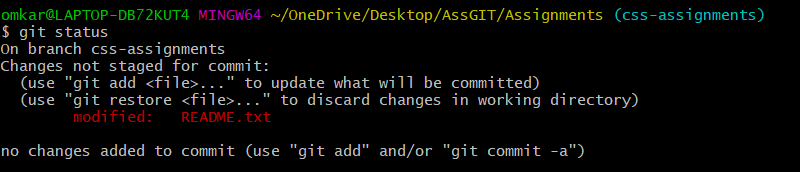 omkar@LAPTOP-DB72KUT4 MINGW64 ~/OneDrive/Desktop/AssGIT/Assignments (css-assignments)
$ git status
On branch css-assignments
Changes not staged for commit:
  (use "git add <file>..." to update what will be committed)
  (use "git restore <file>..." to discard changes in working directory)
        modified:   README.txt

no changes added to commit (use "git add" and/or "git commit -a")